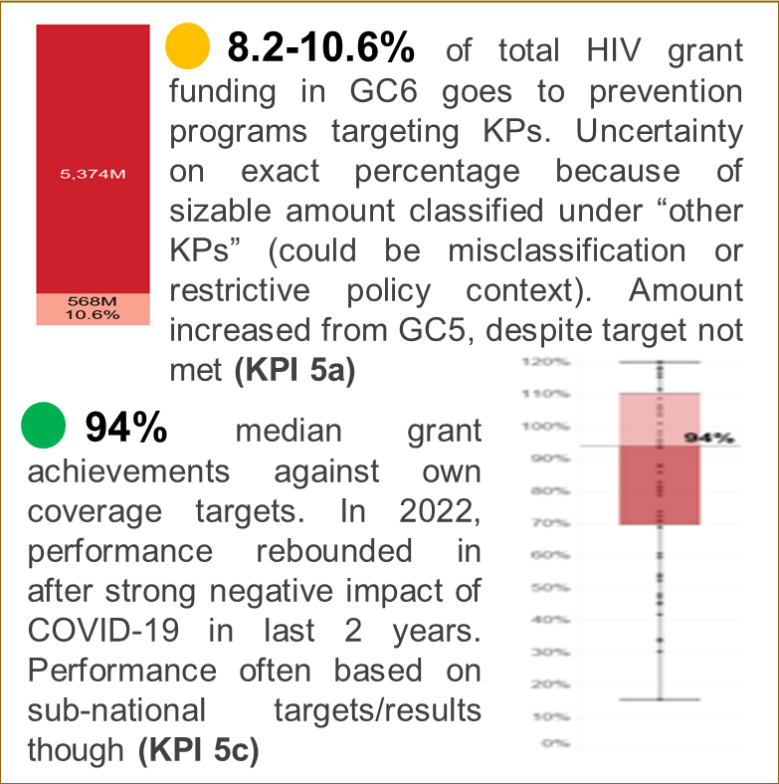 8.2-10.6% of total HIV grant
funding in GC6 goes to prevention
programs targeting KPs. Uncertainty
on exact percentage because of
sizable amount classified under “other
KPs” (could be misclassification or
restrictive policy context). Amount
increased from GC5, despite target not
met (KPI 5a)
5,374M
568M
10.6%
94% median grant
achievements against own
coverage targets. In 2022,
performance rebounded in
after strong negative impact of
COVID-19 in last 2 years.
Performance often based on
sub-national targets/results
though (KPI 5c)
120%
110%
100%
94%
90%
80%
70%
60%
50%
40%
30%
20%
10%
0%